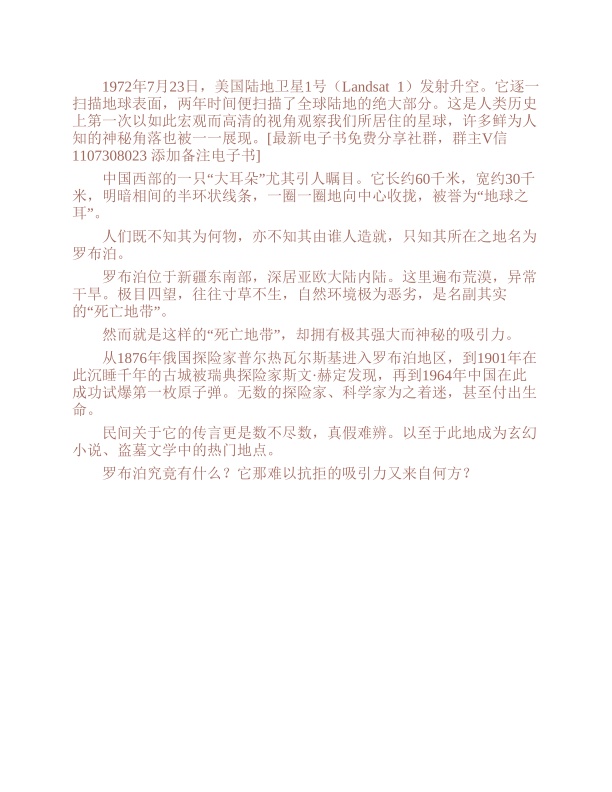 1972年7月23日，美国陆地卫星1号（Landsat 1）发射升空。它逐一
扫描地球表面，两年时间便扫描了全球陆地的绝大部分。这是人类历史
上第一次以如此宏观而高清的视角观察我们所居住的星球，许多鲜为人
知的神秘角落也被一一展现。[最新电子书免费分享社群，群主V信
1107308023 添加备注电子书]
中国西部的一只“大耳朵”尤其引人瞩目。它长约60千米，宽约30千
米，明暗相间的半环状线条，一圈一圈地向中心收拢，被誉为“地球之
耳”。
人们既不知其为何物，亦不知其由谁人造就，只知其所在之地名为
罗布泊。
罗布泊位于新疆东南部，深居亚欧大陆内陆。这里遍布荒漠，异常
干旱。极目四望，往往寸草不生，自然环境极为恶劣，是名副其实
的“死亡地带”。
然而就是这样的“死亡地带”，却拥有极其强大而神秘的吸引力。
从1876年俄国探险家普尔热瓦尔斯基进入罗布泊地区，到1901年在
此沉睡千年的古城被瑞典探险家斯文·赫定发现，再到1964年中国在此
成功试爆第一枚原子弹。无数的探险家、科学家为之着迷，甚至付出生
命。
民间关于它的传言更是数不尽数，真假难辨。以至于此地成为玄幻
小说、盗墓文学中的热门地点。
罗布泊究竟有什么？它那难以抗拒的吸引力又来自何方？